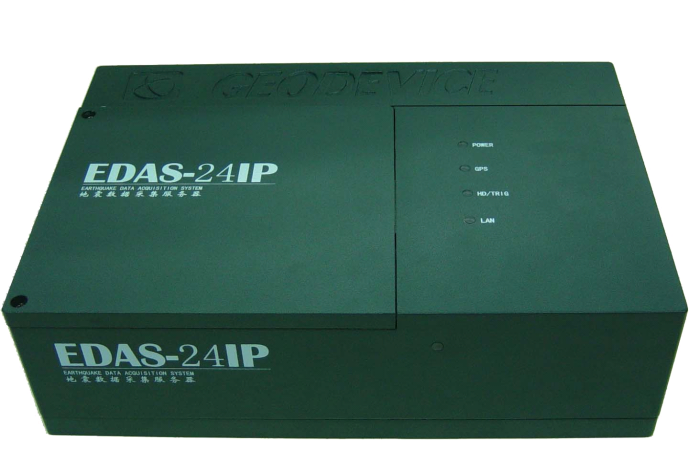 GEODEVICE
EDAS-24IP
EARTHQUAKE DATA ACQUISITION SYSTEM
地震数据采集服务器
POWER
GPS
HD/TRIG
LAN
EDAS-24IP
EARTHQUAKE DATA ACQUISITION SYSTEM
地震数据采集服务器